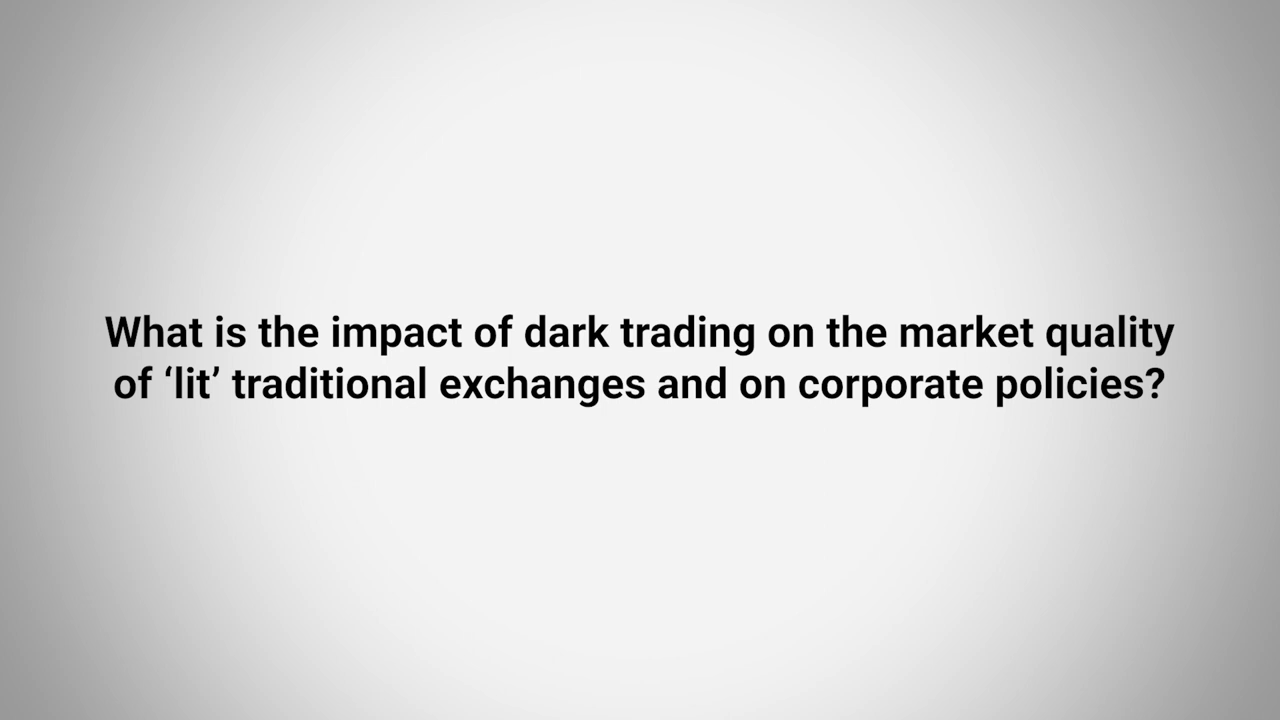 What is the impact of dark trading on the market quality
of ‘lit’ traditional exchanges and on corporate policies?